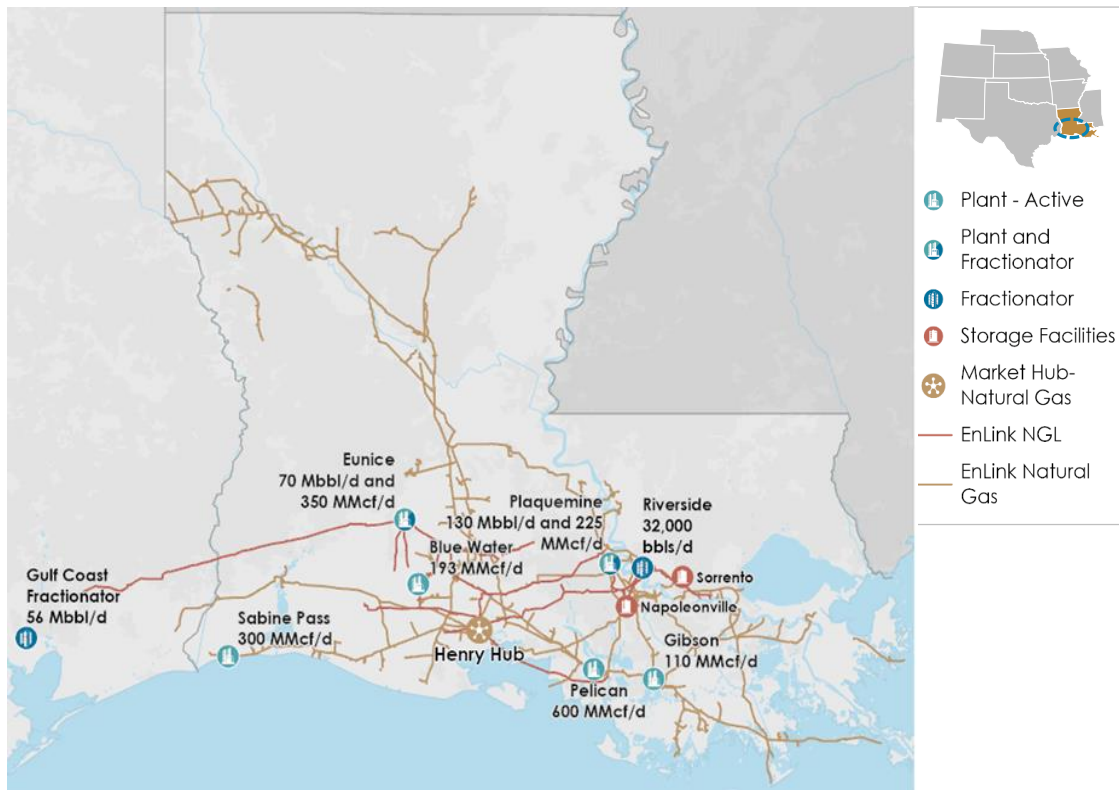 Eunice
70 Mbbl/d and
350 MMcf/d
Plaquemine
130 Mbbl/d and 225
MMcf/d
Riverside
32,000
bbls/d
Blue Water
193 MMcf/d
Gulf Coast
Fractionator
56 Mbbl/d
Sorrento
Napoleonville
Sabine Pass
300 MMcf/d
Henry Hub
Gibson
110 MMcf/d
Pelican
600 MMcf/d
Plant - Active
Plant and
Fractionator
Fractionator
Storage Facilities
Market Hub-
Natural Gas
EnLink NGL
EnLink Natural
Gas